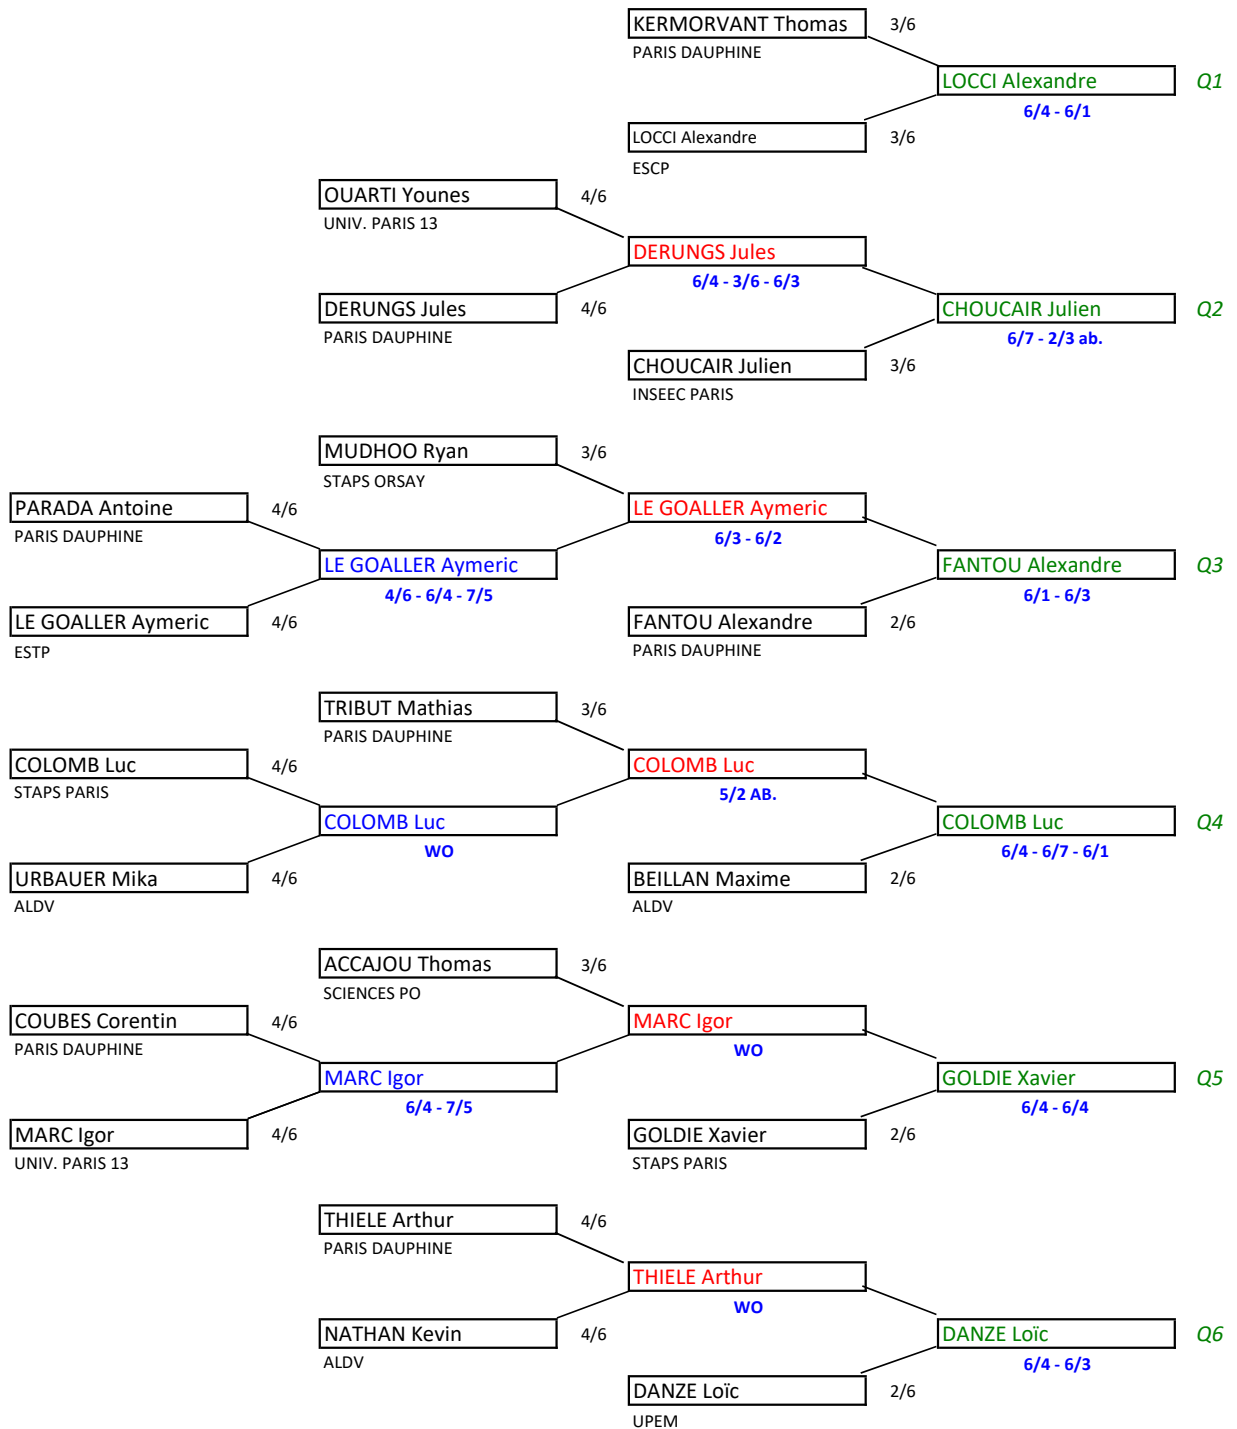 KERMORVANT Thomas 3/6
PARIS DAUPHINE
LOCCI Alexandre Q1
6/4 - 6/1
LOCCI Alexandre 3/6
ESCP
OUARTI Younes 4/6
UNIV. PARIS 13
DERUNGS Jules
6/4 - 3/6 - 6/3
DERUNGS Jules 4/6
PARIS DAUPHINE
CHOUCAIR Julien Q2
6/7 - 2/3 ab.
CHOUCAIR Julien 3/6
INSEEC PARIS
MUDHOO Ryan 3/6
STAPS ORSAY
PARADA Antoine 4/6
PARIS DAUPHINE
LE GOALLER Aymeric
6/3 - 6/2
LE GOALLER Aymeric
4/6 - 6/4 - 7/5
FANTOU Alexandre Q3
6/1 - 6/3
LE GOALLER Aymeric 4/6
ESTP
FANTOU Alexandre 2/6
PARIS DAUPHINE
TRIBUT Mathias 3/6
PARIS DAUPHINE
COLOMB Luc 4/6
STAPS PARIS
COLOMB Luc
5/2 AB.
COLOMB Luc
WO
COLOMB Luc Q4
6/4 - 6/7 - 6/1
URBAUER Mika 4/6
ALDV
BEILLAN Maxime 2/6
ALDV
ACCAJOU Thomas 3/6
SCIENCES PO
COUBES Corentin 4/6
PARIS DAUPHINE
MARC Igor
WO
MARC Igor
6/4 - 7/5
GOLDIE Xavier Q5
6/4 - 6/4
MARC Igor 4/6
UNIV. PARIS 13
GOLDIE Xavier 2/6
STAPS PARIS
THIELE Arthur 4/6
PARIS DAUPHINE
THIELE Arthur
WO
NATHAN Kevin 4/6
ALDV
DANZE Loïc Q6
6/4 - 6/3
DANZE Loïc 2/6
UPEM